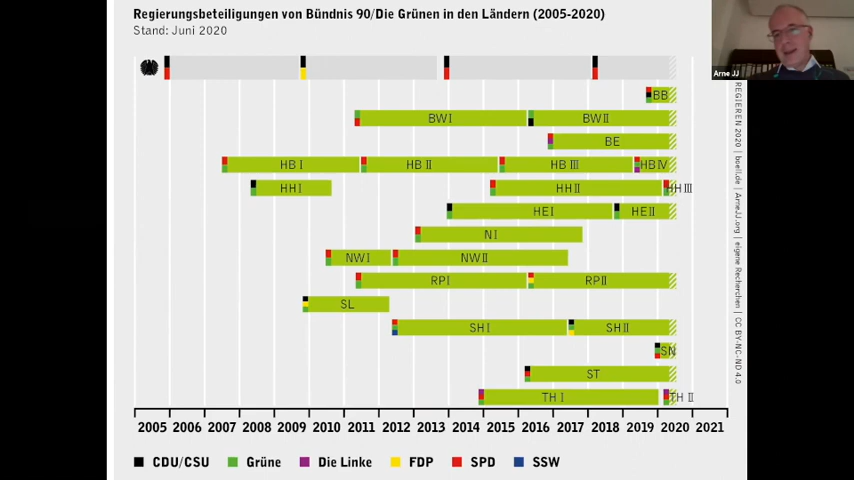 Regierungsbeteiligungen von Bündnis 90/Die Grünen in den Ländern (2005-2020)
Stand: Juni 2020
Arne JJ
BB
BW I BW II
BE
HB I HB II HB III HB IV
HH I HH II HH III
HE I HE II
N I
NW I NW II
RP I RP II
SL
SH I SH II
SN
ST
TH I TH II
2005 2006 2007 2008 2009 2010 2011 2012 2013 2014 2015 2016 2017 2018 2019 2020 2021
CDU/CSU Grüne Die Linke FDP SPD SSW
REGIEREN 2020 | boell.de | ArneJJ.org | eigene Recherchen | CC BY-NC-ND 4.0